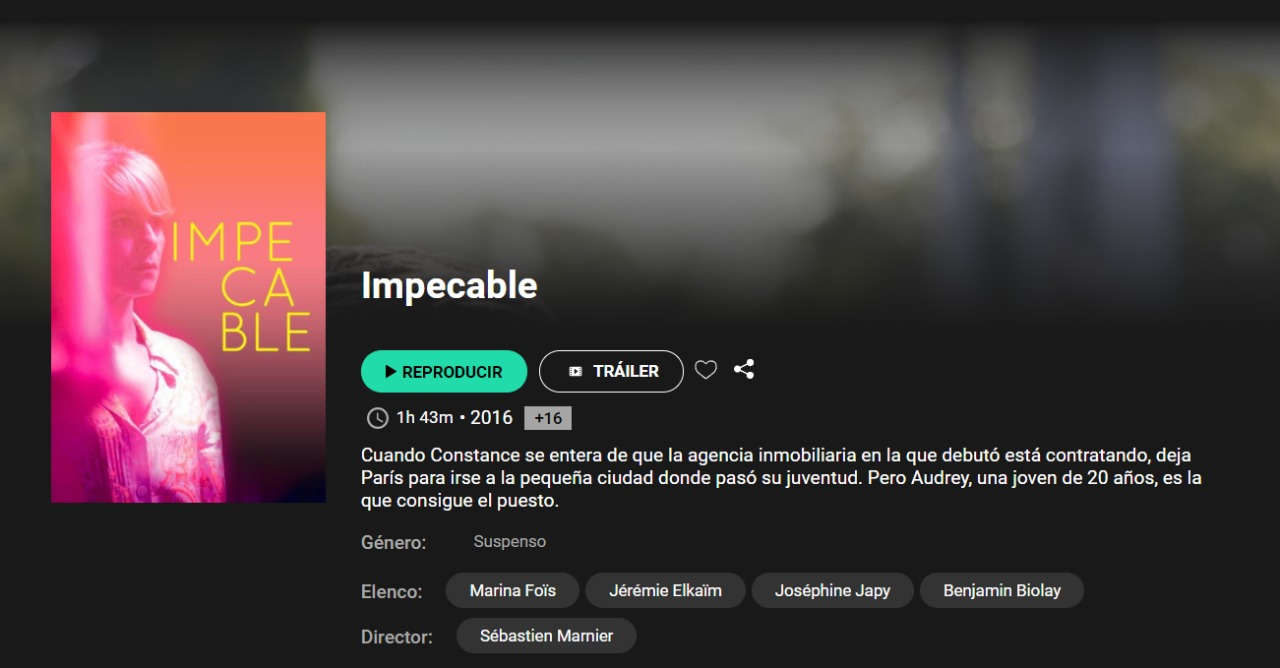 IMPE
CA
BLE
Impecable
REPRODUCIR
TRÁILER
1h 43m • 2016 +16
Cuando Constance se entera de que la agencia inmobiliaria en la que debutó está contratando, deja
París para irse a la pequeña ciudad donde pasó su juventud. Pero Audrey, una joven de 20 años, es la
que consigue el puesto.
Género: Suspenso
Elenco: Marina Foïs Jérémie Elkaïm Joséphine Japy Benjamin Biolay
Director: Sébastien Marnier